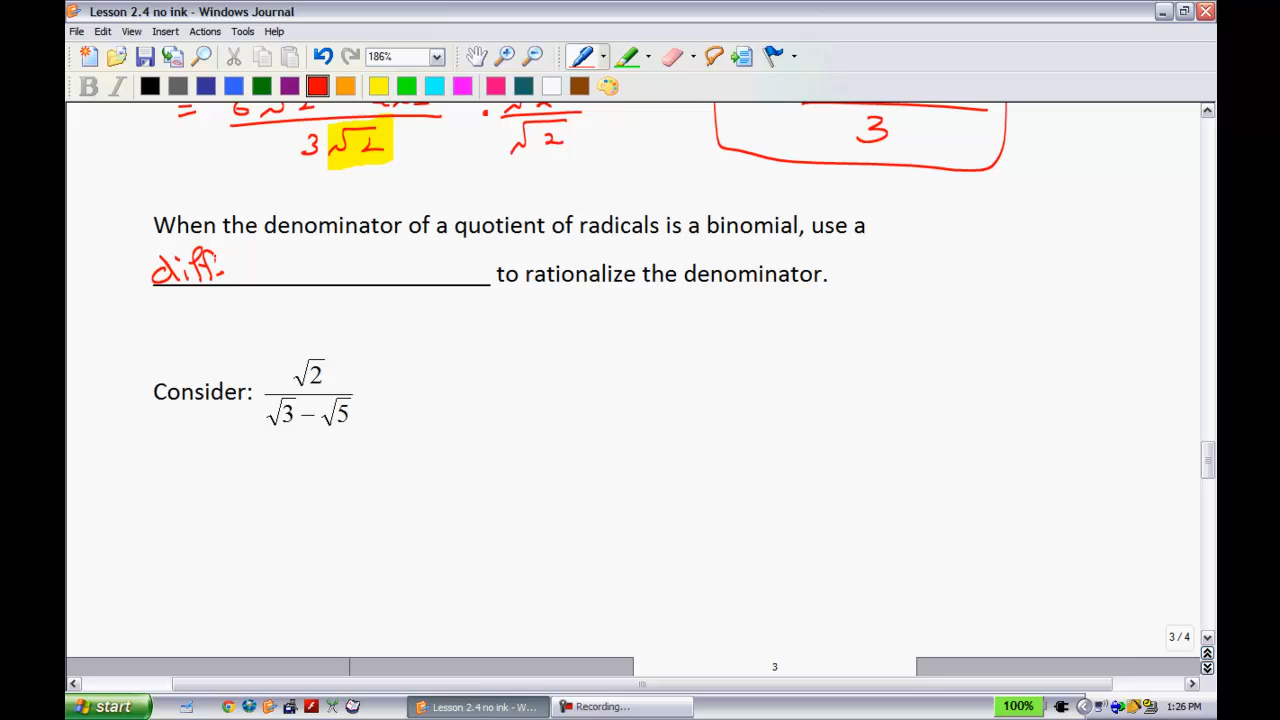 Lesson 2.4 no ink - Windows Journal
File Edit View Insert Actions Tools Help
186%
B I
= 6√2
3√2 · √2 3
When the denominator of a quotient of radicals is a binomial, use a
diff. to rationalize the denominator.
√2
Consider:
√3 − √5
3 / 4
3
start Lesson 2.4 no ink - W... Recording... 100% 1:26 PM